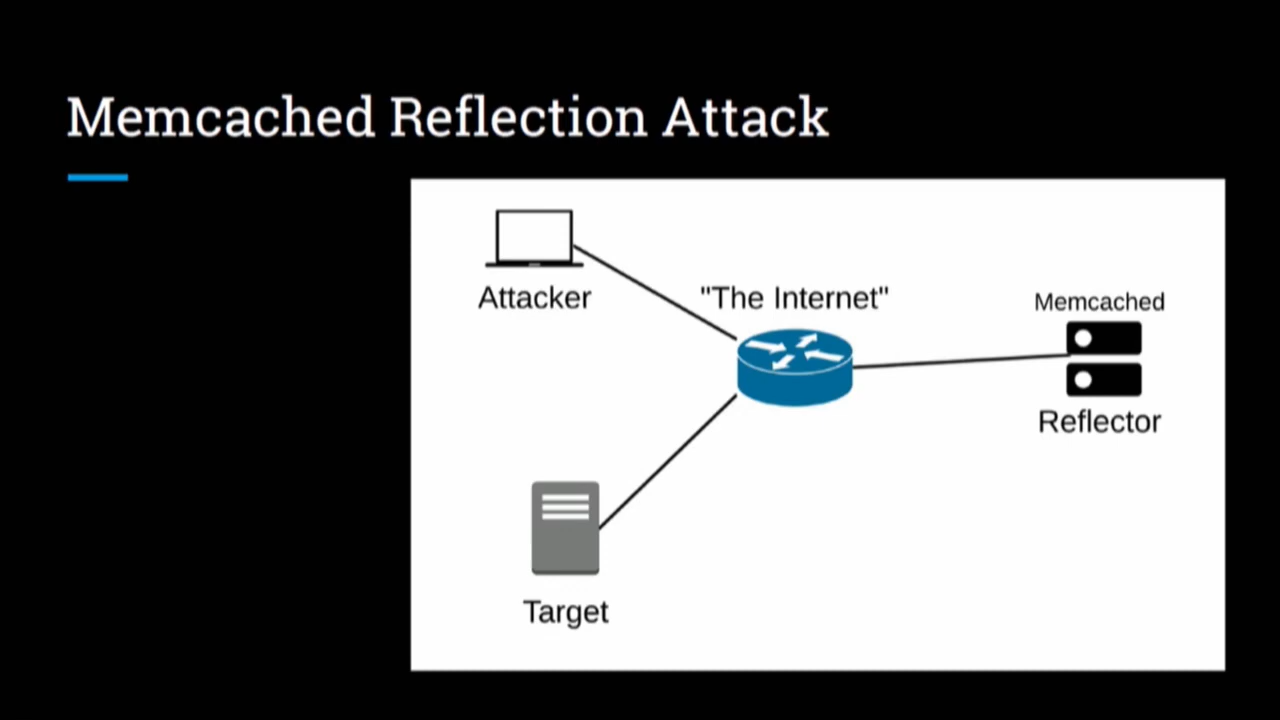 Memcached Reflection Attack
Attacker
"The Internet"
Memcached
Reflector
Target